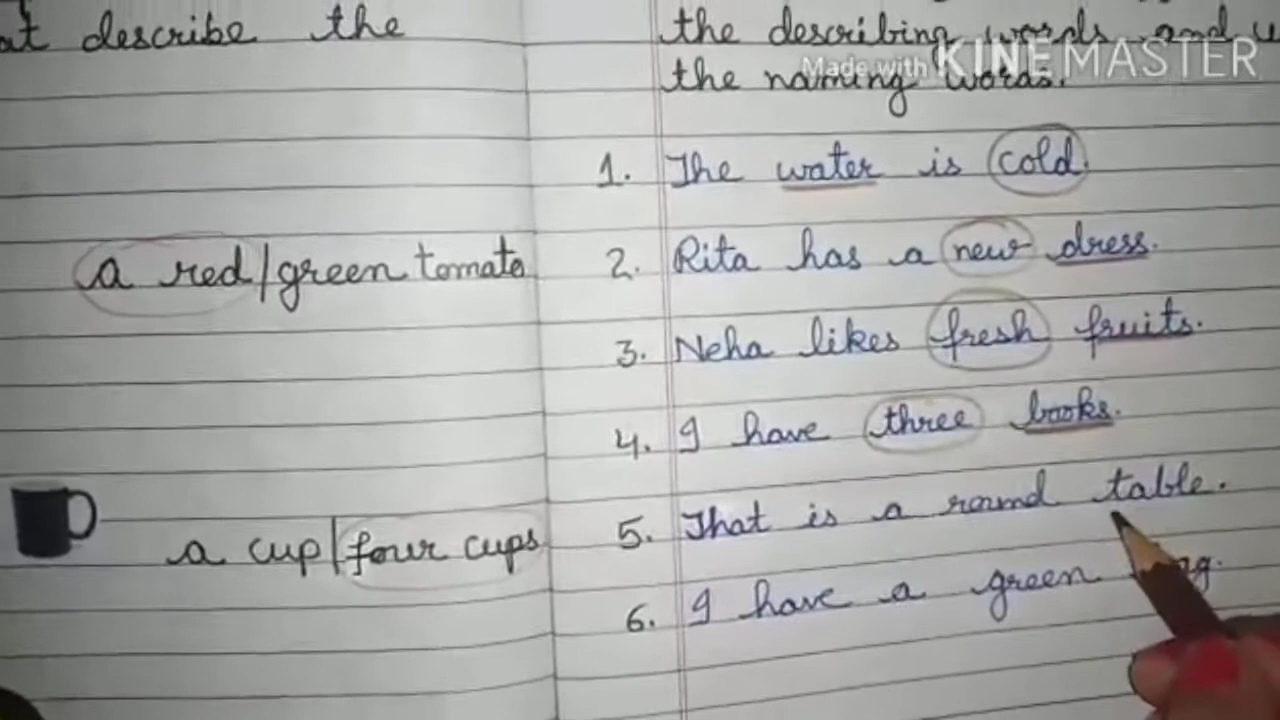 describe the
a red/green tomato
a cup/four cups
the describing words and
the naming words.
Made with KINEMASTER
1. The water is cold.
2. Rita has a new dress.
3. Neha likes fresh fruits.
4. I have three books.
5. That is a round table.
6. I have a green